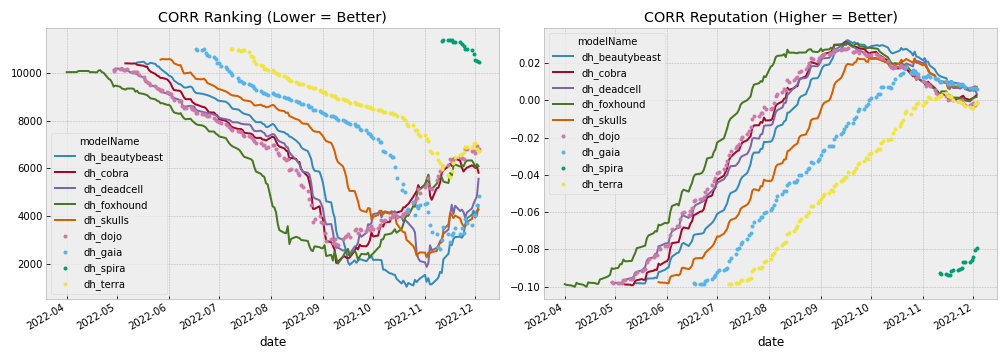 CORR Ranking (Lower = Better)
10000
8000
6000
4000
2000
modelName
dh_beautybeast
dh_cobra
dh_deadcell
dh_foxhound
dh_skulls
dh_dojo
dh_gaia
dh_spira
dh_terra
2022-04
2022-05
2022-06
2022-07
2022-08
2022-09
2022-10
2022-11
2022-12
date
CORR Reputation (Higher = Better)
0.02
0.00
−0.02
−0.04
−0.06
−0.08
−0.10
modelName
dh_beautybeast
dh_cobra
dh_deadcell
dh_foxhound
dh_skulls
dh_dojo
dh_gaia
dh_spira
dh_terra
2022-04
2022-05
2022-06
2022-07
2022-08
2022-09
2022-10
2022-11
2022-12
date